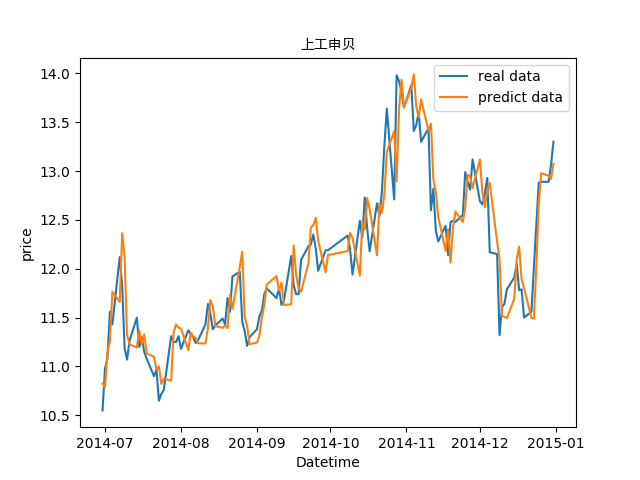 上工申贝
real data
predict data
price
14.0
13.5
13.0
12.5
12.0
11.5
11.0
10.5
2014-07 2014-08 2014-09 2014-10 2014-11 2014-12 2015-01
Datetime